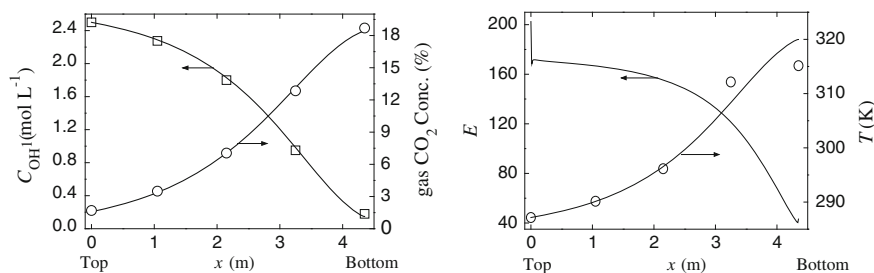 C_OH^1 (mol L^-1)
2.4
2.0
1.6
1.2
0.8
0.4
0.0
0 1 2 3 4
Top x (m) Bottom
18
15
12
9
6
3
0
gas CO_2 Conc. (%)
E
200
160
120
80
40
0 1 2 3 4
Top x (m) Bottom
320
310
300
290
T (K)